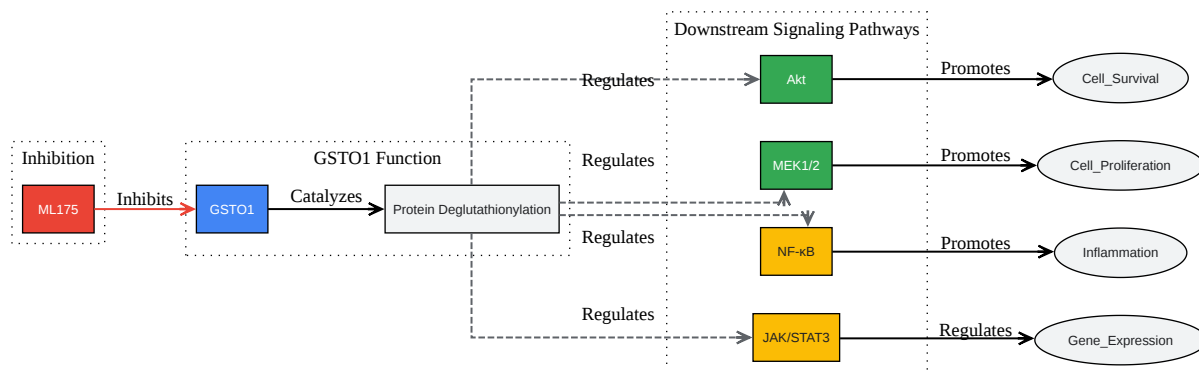 Downstream Signaling Pathways
Regulates
Akt
Promotes
Cell_Survival
Inhibition
GSTO1 Function
Regulates
MEK1/2
Promotes
Cell_Proliferation
ML175
Inhibits
GSTO1
Catalyzes
Protein Deglutathionylation
Regulates
NF-κB
Promotes
Inflammation
Regulates
JAK/STAT3
Regulates
Gene_Expression